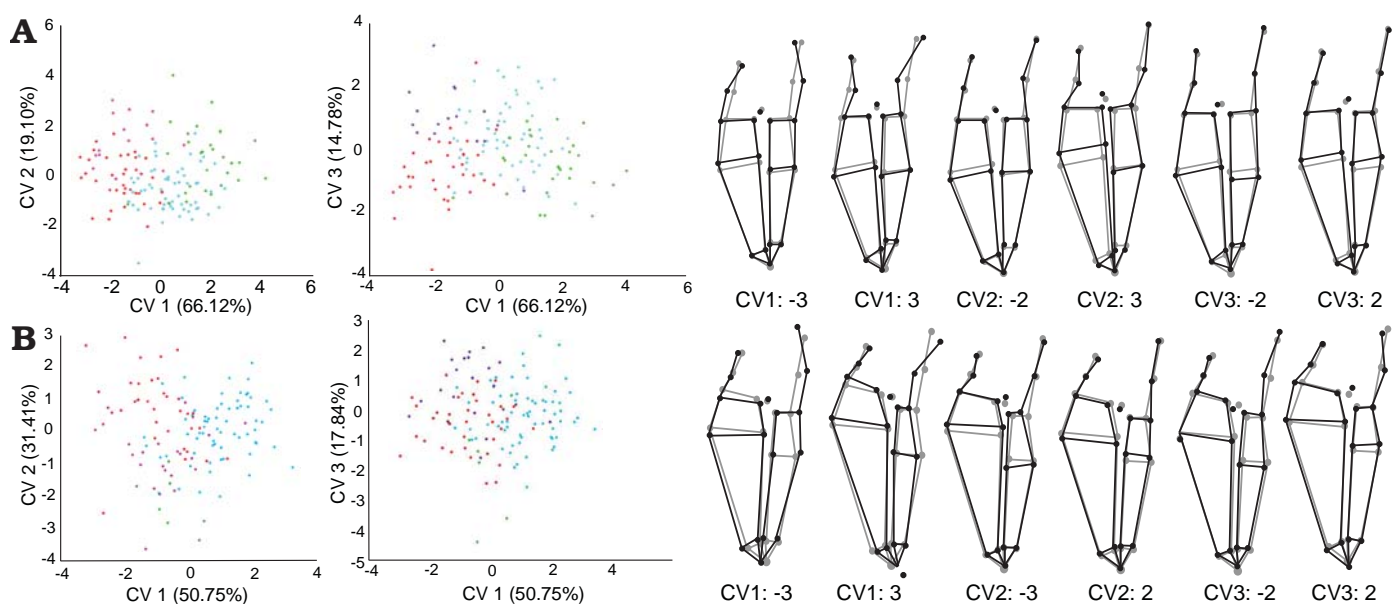 A
6
4
2
0
-2
-4
CV 2 (19.10%)
-4
-2
0
2
4
6
CV 1 (66.12%)
4
2
0
-2
-4
CV 3 (14.78%)
-4
-2
0
2
4
6
CV 1 (66.12%)
CV1: -3
CV1: 3
CV2: -2
CV2: 3
CV3: -2
CV3: 2
B
3
2
1
0
-1
-2
-3
-4
CV 2 (31.41%)
-4
-2
0
2
4
CV 1 (50.75%)
3
2
1
0
-1
-2
-3
-4
-5
CV 3 (17.84%)
-4
-2
0
2
4
CV 1 (50.75%)
CV1: -3
CV1: 3
CV2: -3
CV2: 2
CV3: -2
CV3: 2